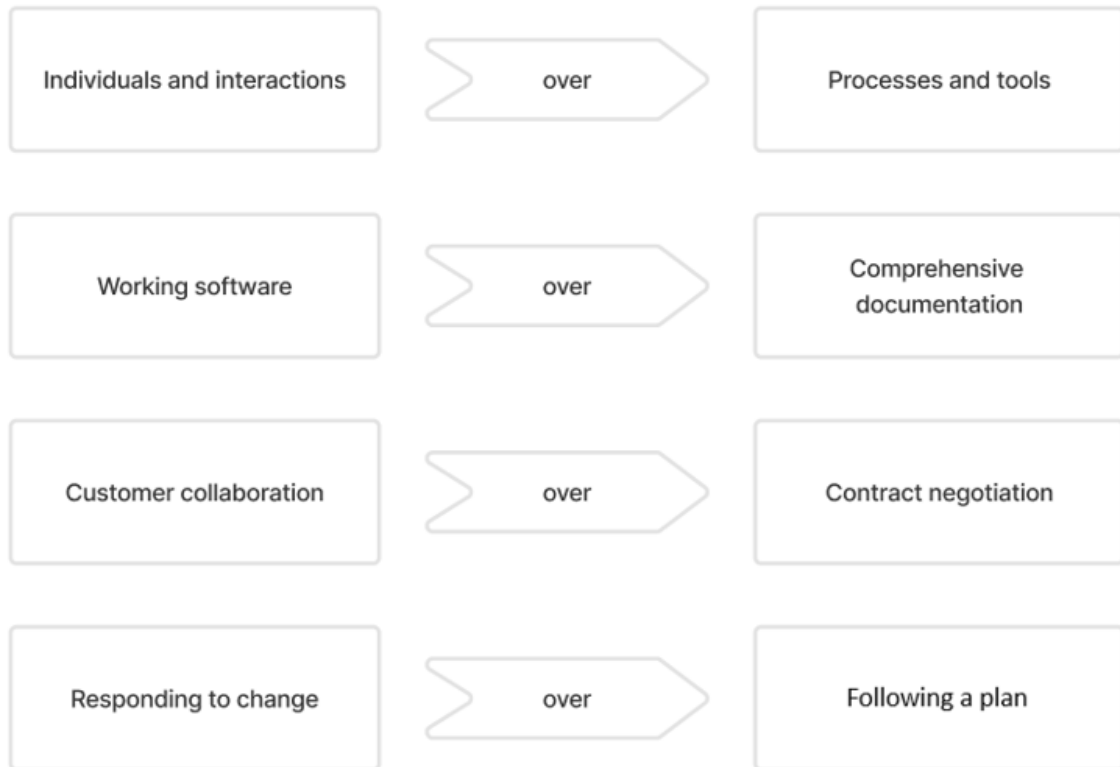 Individuals and interactions over Processes and tools
Working software over Comprehensive
documentation
Customer collaboration over Contract negotiation
Responding to change over Following a plan